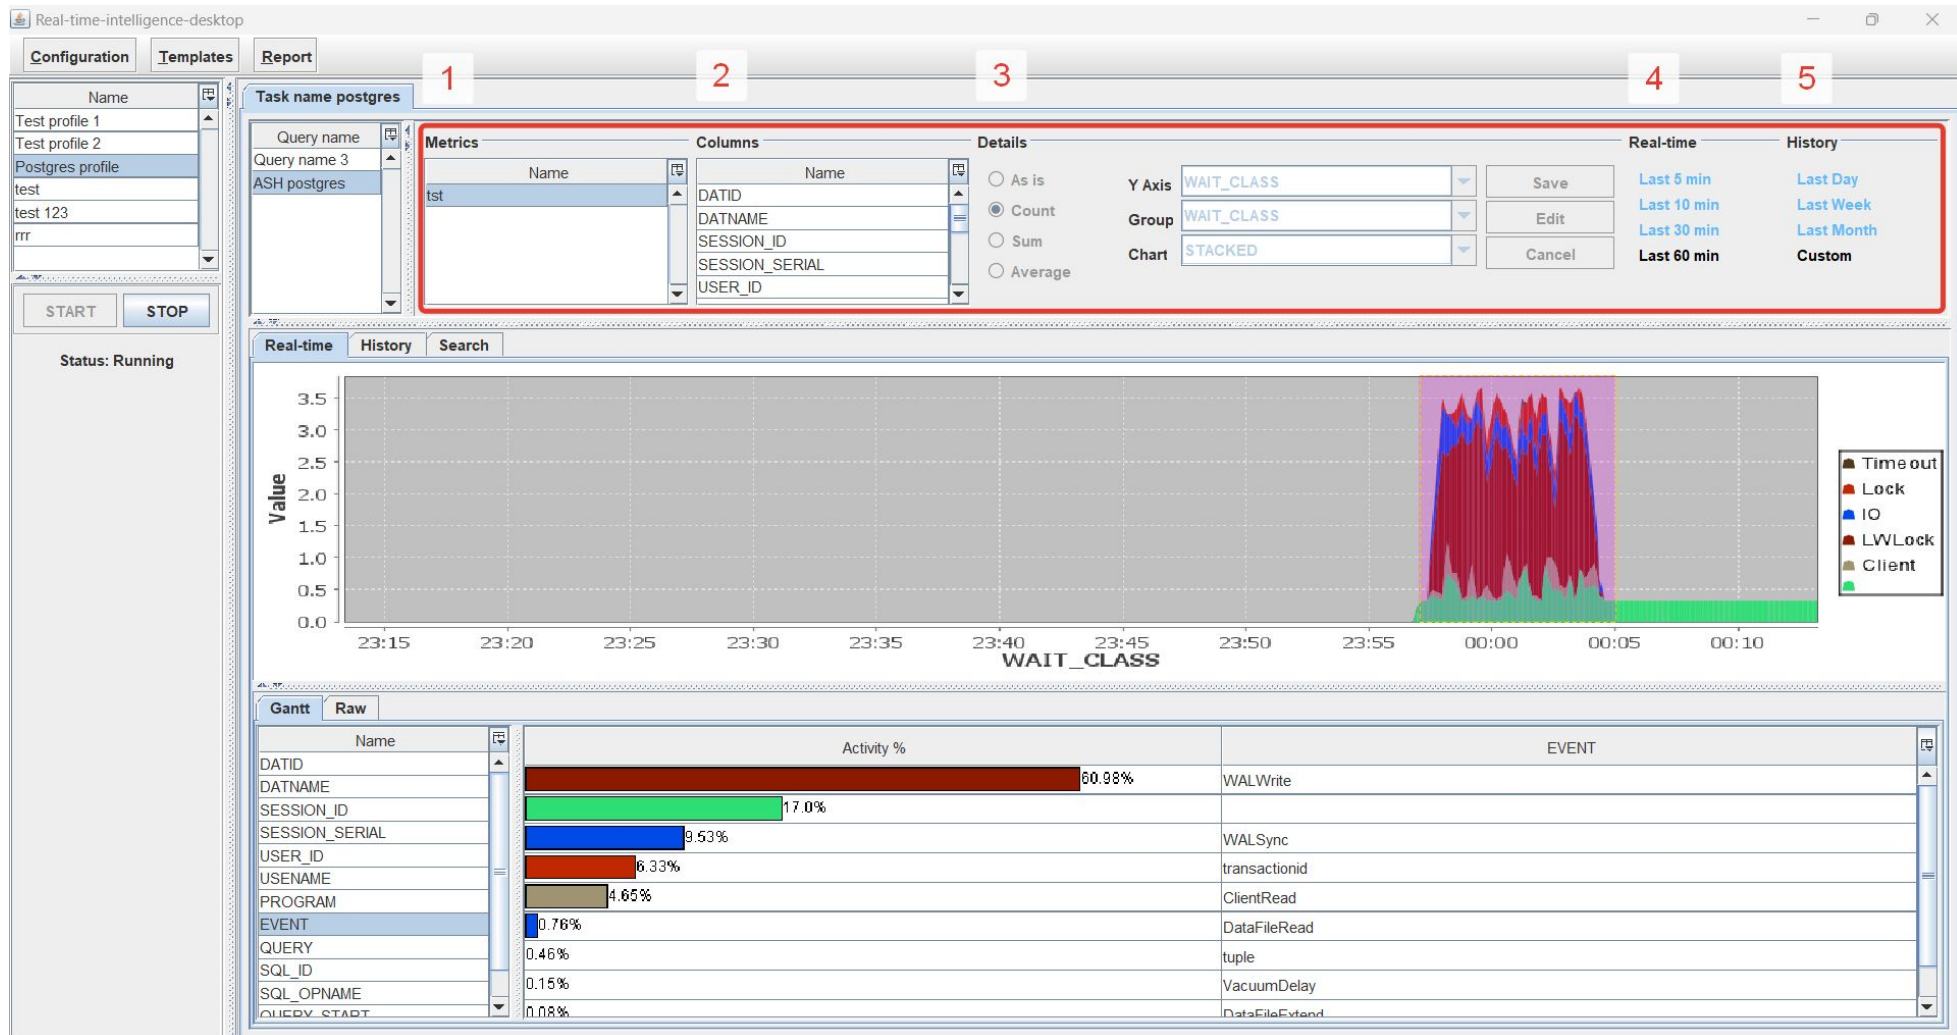 Real-time-intelligence-desktop
Configuration Templates Report
1 2 3 4 5
Name
Test profile 1
Test profile 2
Postgres profile
test
test 123
rrr
START STOP
Status: Running
Task name postgres
Query name
Query name 3
ASH postgres
Metrics
Name
tst
Columns
Name
DATID
DATNAME
SESSION_ID
SESSION_SERIAL
USER_ID
Details
As is
Count
Sum
Average
Y Axis WAIT_CLASS
Group WAIT_CLASS
Chart STACKED
Save
Edit
Cancel
Real-time
Last 5 min
Last 10 min
Last 30 min
Last 60 min
History
Last Day
Last Week
Last Month
Custom
Real-time History Search
Value
3.5
3.0
2.5
2.0
1.5
1.0
0.5
0.0
23:15 23:20 23:25 23:30 23:35 23:40 23:45 23:50 23:55 00:00 00:05 00:10
WAIT_CLASS
Timeout
Lock
IO
LWLock
Client
Gantt Raw
Name
DATID
DATNAME
SESSION_ID
SESSION_SERIAL
USER_ID
USENAME
PROGRAM
EVENT
QUERY
SQL_ID
SQL_OPNAME
QUERY_START
Activity % EVENT
60.98% WALWrite
17.0%
9.53% WALSync
6.33% transactionid
4.65% ClientRead
0.76% DataFileRead
0.46% tuple
0.15% VacuumDelay
0.08% DataFileExtend